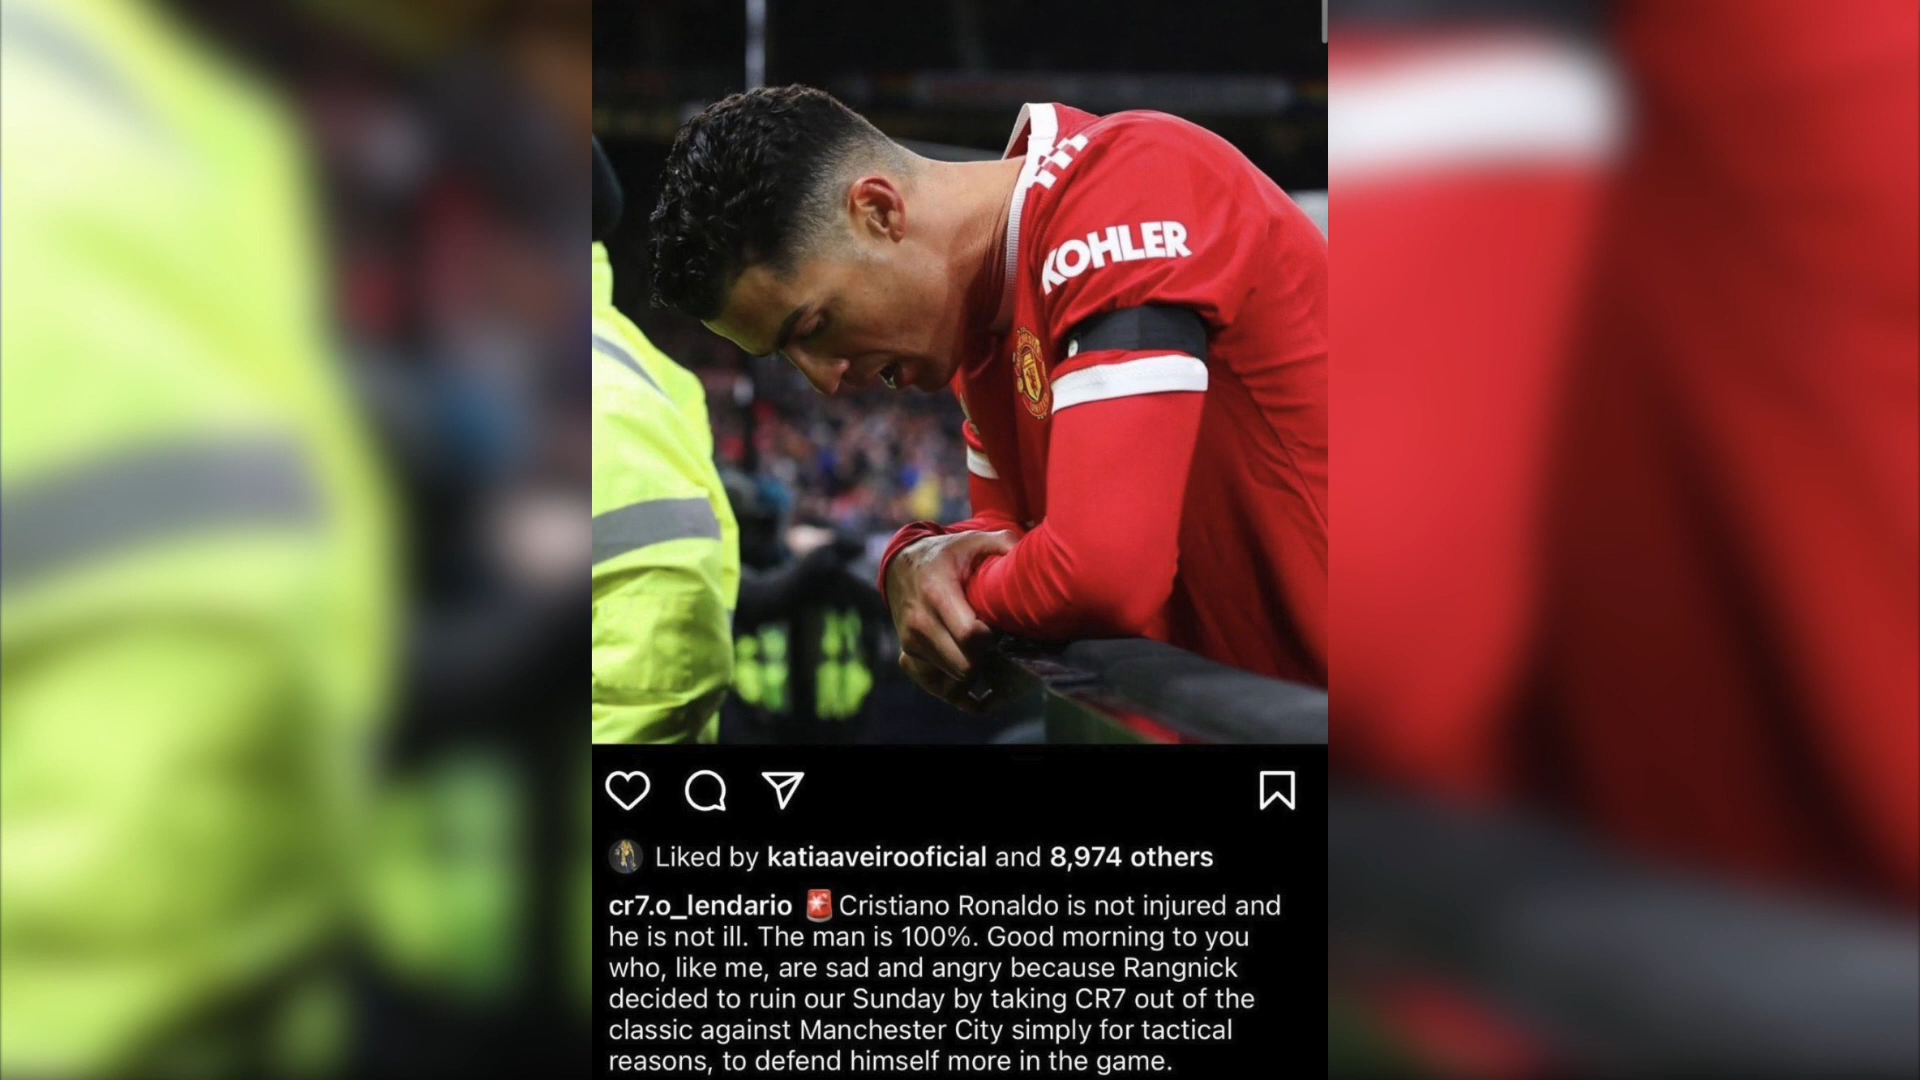 KOHLER
Liked by katiaaveirooficial and 8,974 others
cr7.o_lendario 🚨 Cristiano Ronaldo is not injured and
he is not ill. The man is 100%. Good morning to you
who, like me, are sad and angry because Rangnick
decided to ruin our Sunday by taking CR7 out of the
classic against Manchester City simply for tactical
reasons, to defend himself more in the game.